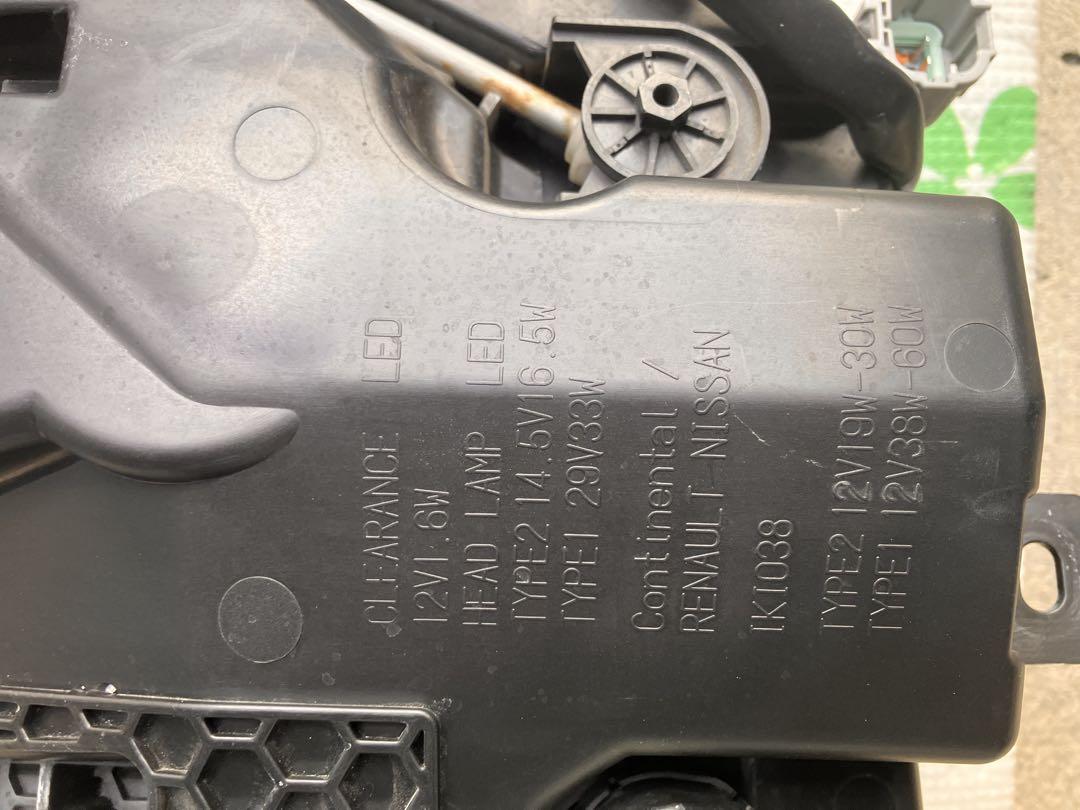 CLEARANCE LED
12V1.6W
HEAD LAMP LED
TYPE2 14.5V16.5W
TYPE1 29V33W
Continental /
RENAULT-NISSAN
IKI038
TYPE2 12V19W-30W
TYPE1 12V38W-60W